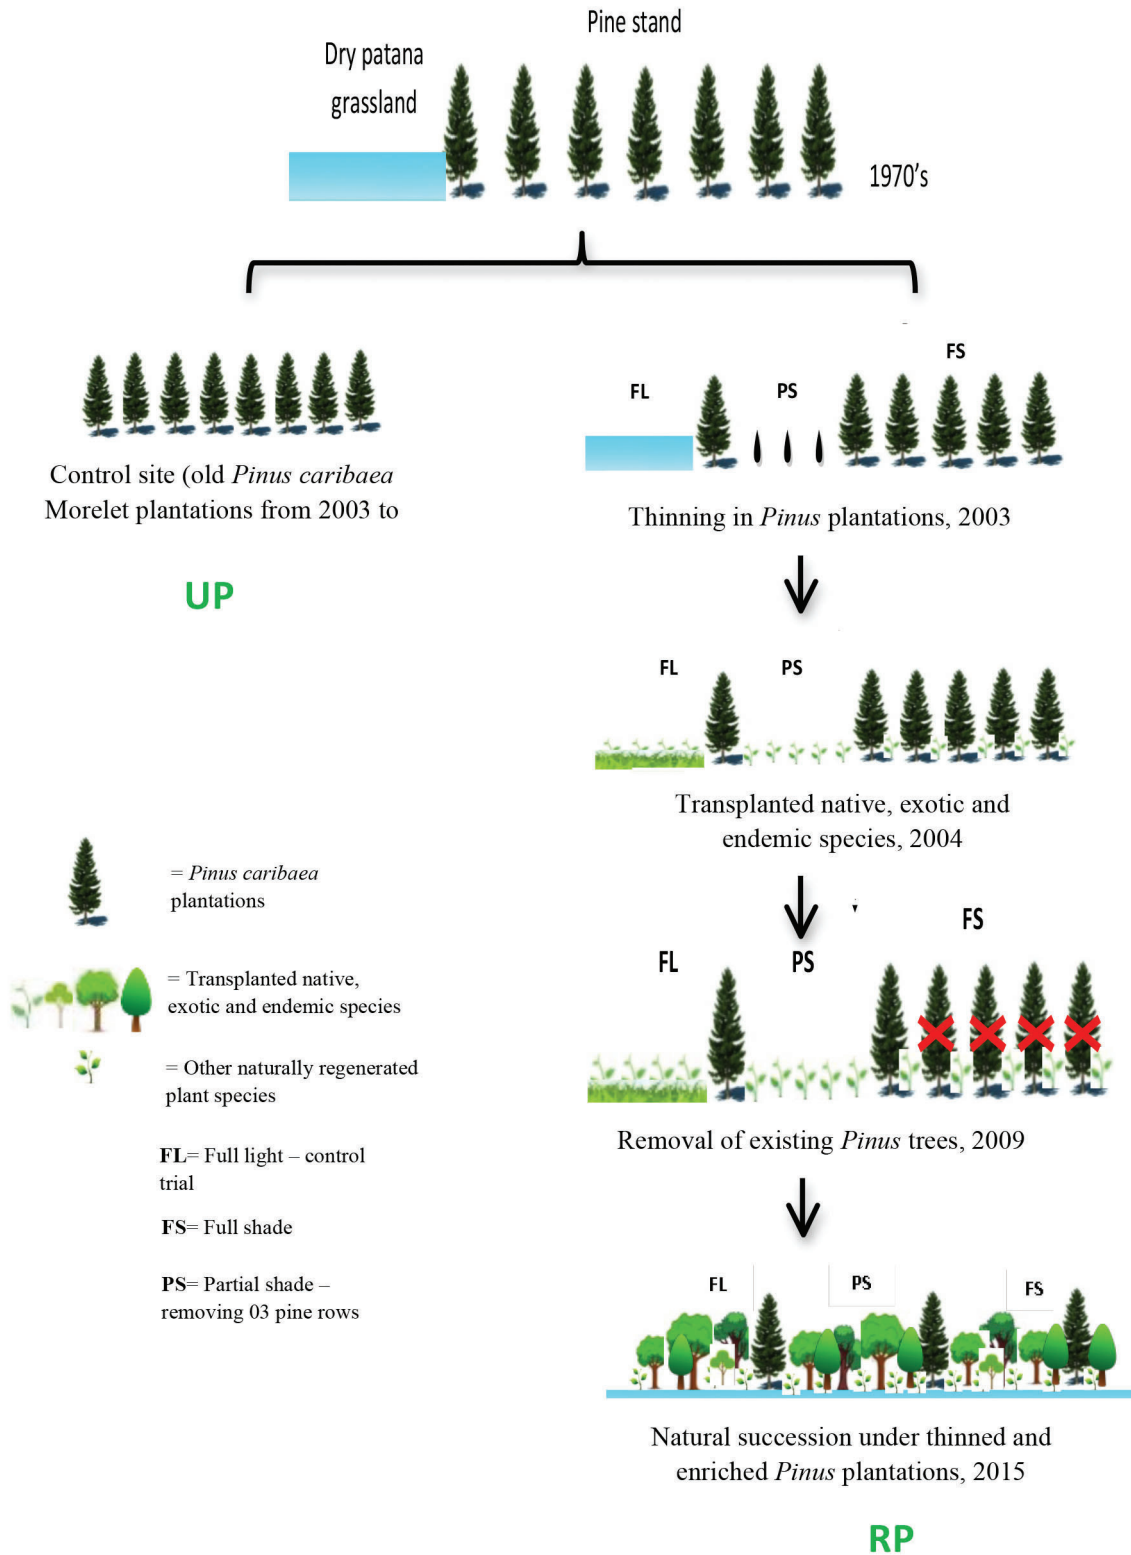 Pine stand
Dry patana
grassland
1970's
FS
FL
PS
Control site (old Pinus caribaea
Morelet plantations from 2003 to
UP
Thinning in Pinus plantations, 2003
FL
PS
Transplanted native, exotic and
endemic species, 2004
FS
FL
PS
Removal of existing Pinus trees, 2009
= Pinus caribaea
plantations
= Transplanted native,
exotic and endemic species
= Other naturally regenerated
plant species
FL= Full light – control
trial
FS= Full shade
PS= Partial shade –
removing 03 pine rows
FL
PS
FS
Natural succession under thinned and
enriched Pinus plantations, 2015
RP